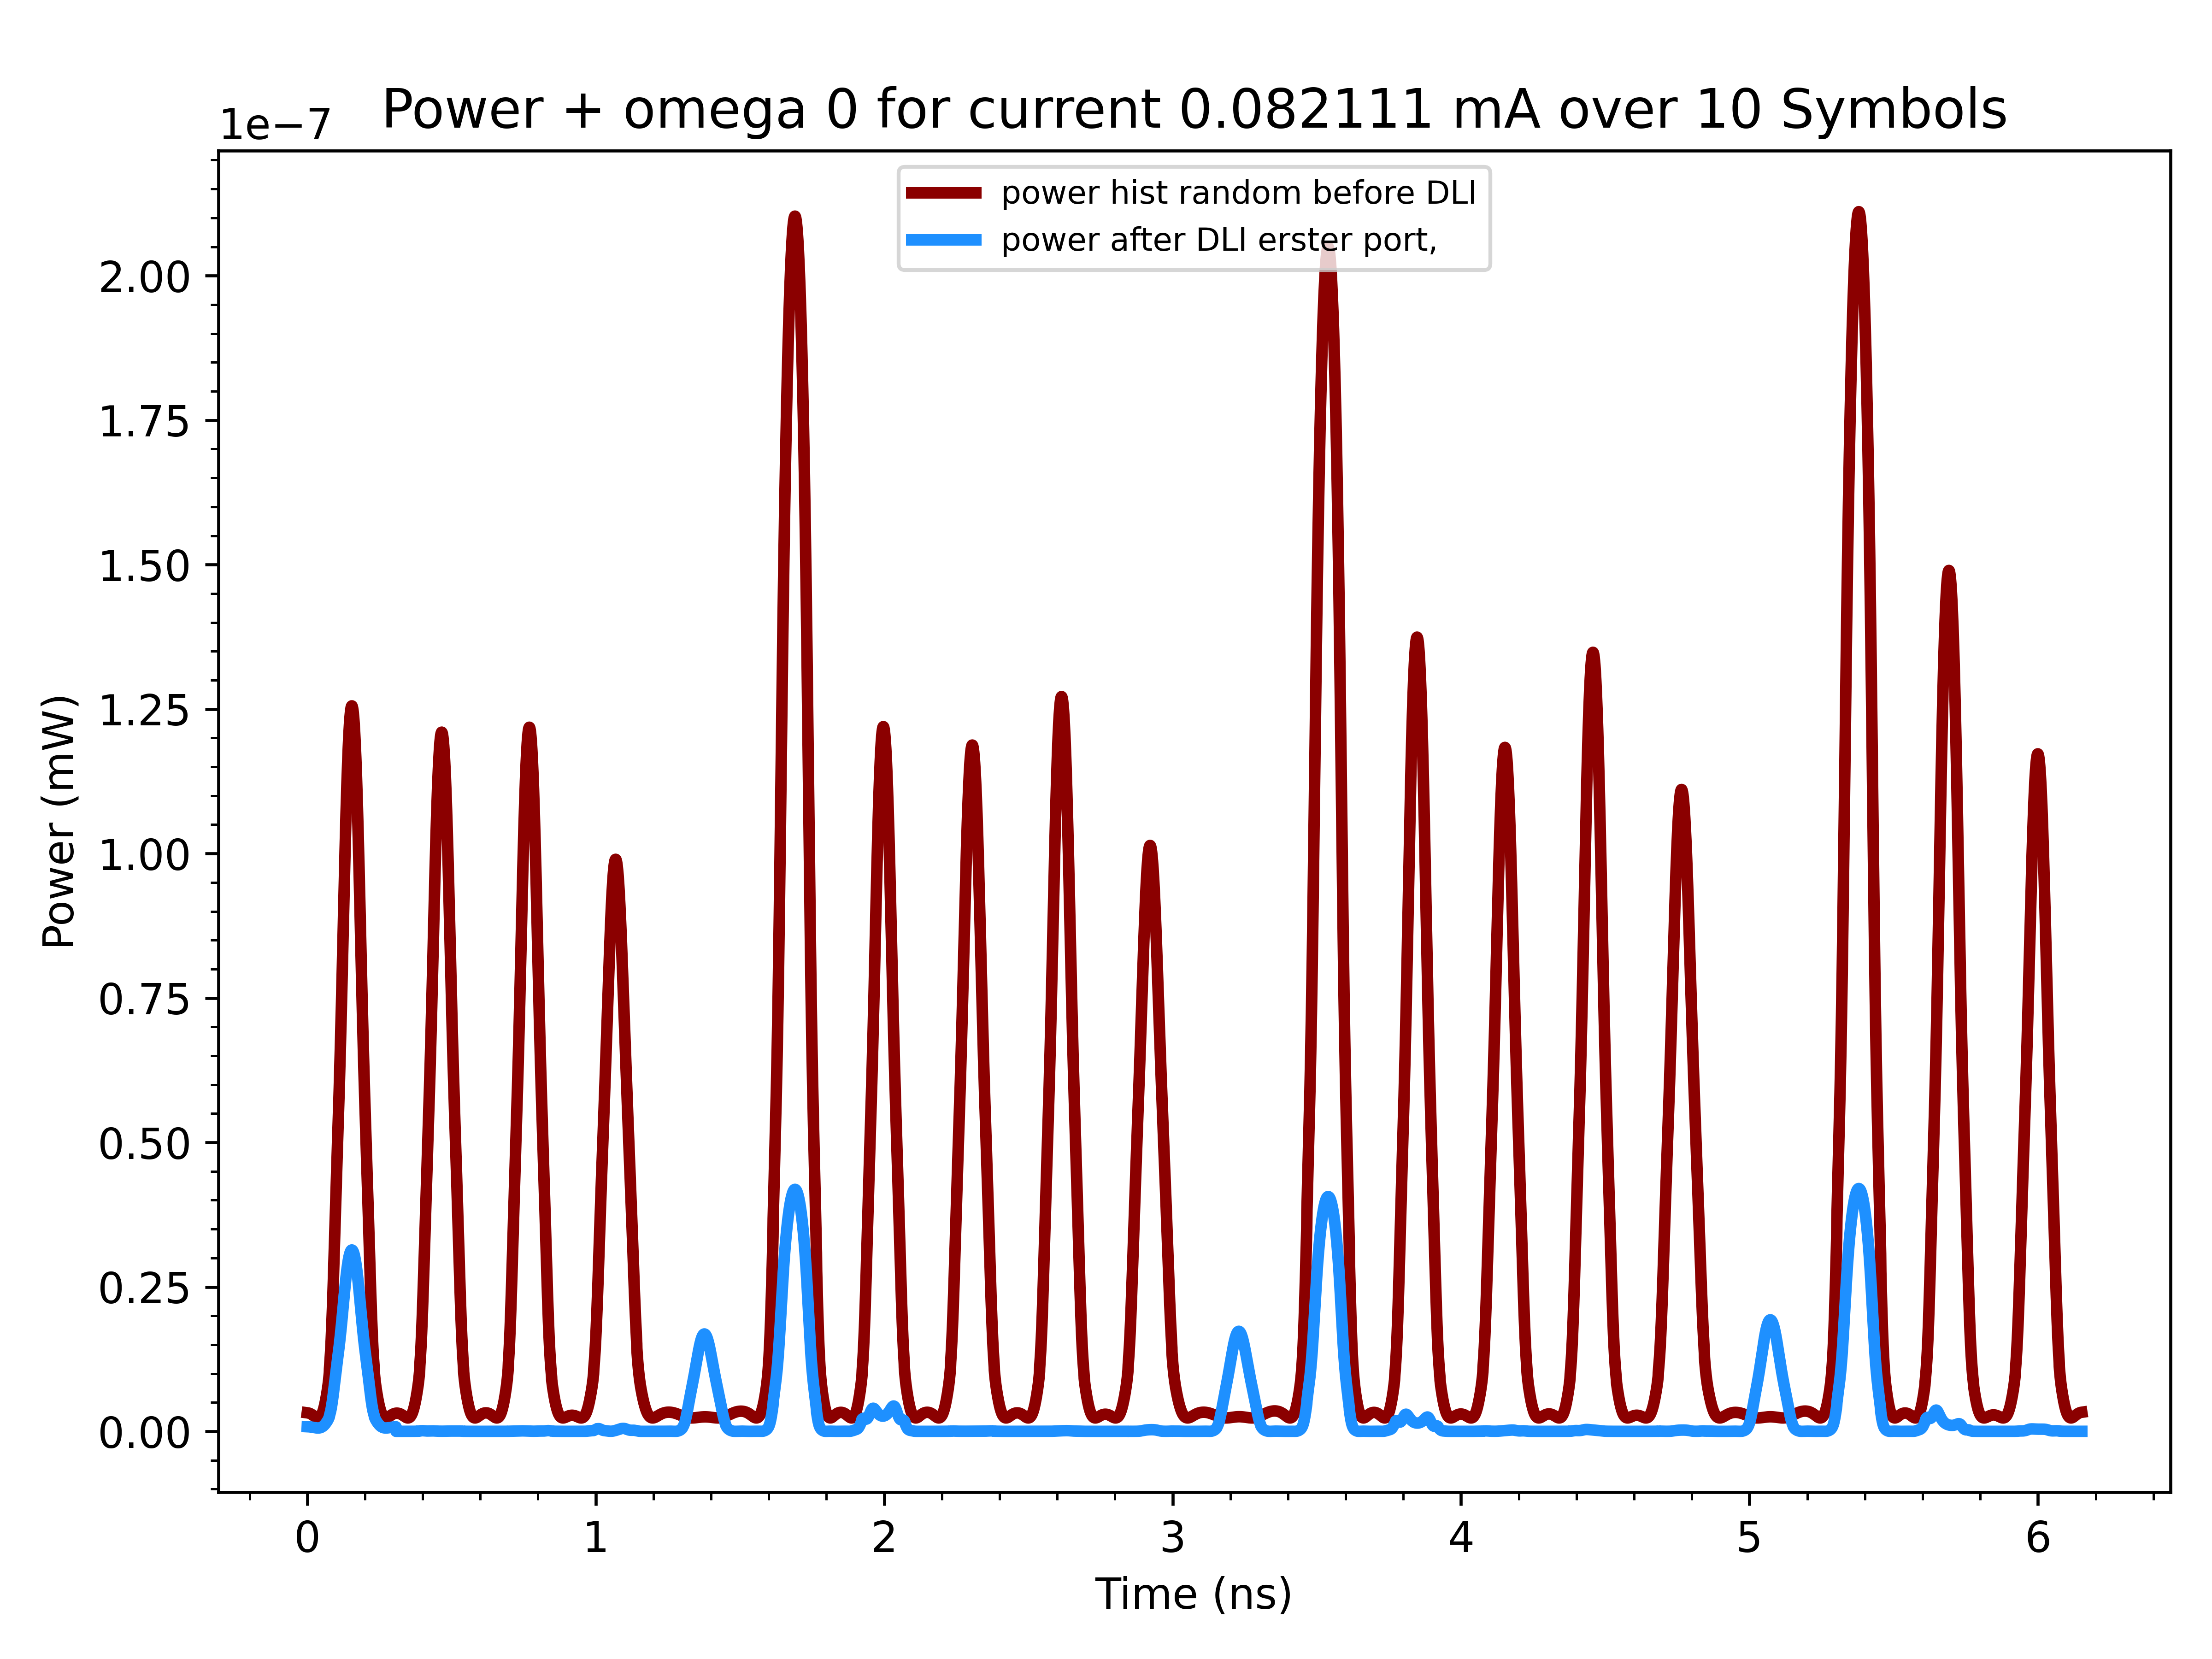 1e−7
Power + omega 0 for current 0.082111 mA over 10 Symbols
power hist random before DLI
power after DLI erster port,
2.00
1.75
1.50
1.25
1.00
0.75
0.50
0.25
0.00
Power (mW)
0 1 2 3 4 5 6
Time (ns)